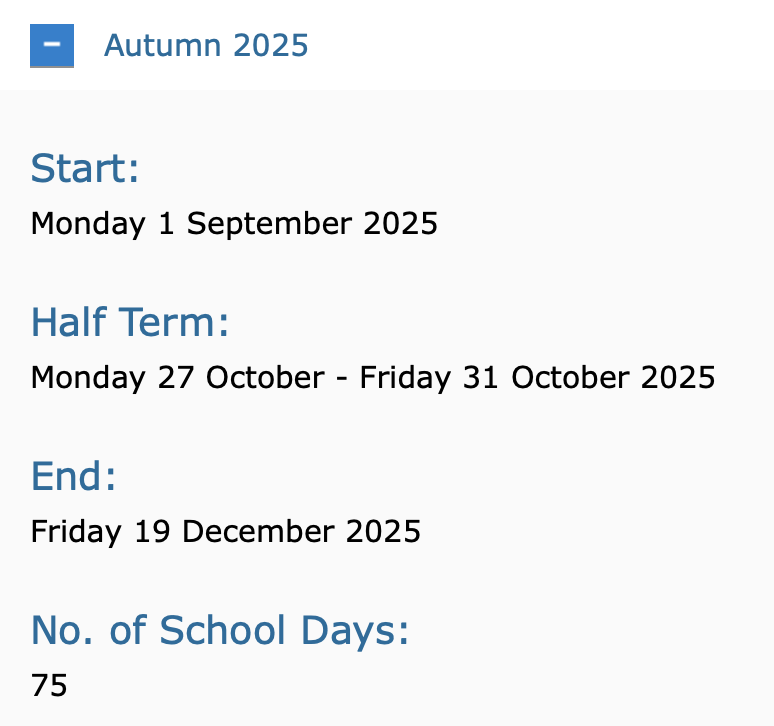 Autumn 2025
Start:
Monday 1 September 2025
Half Term:
Monday 27 October - Friday 31 October 2025
End:
Friday 19 December 2025
No. of School Days:
75